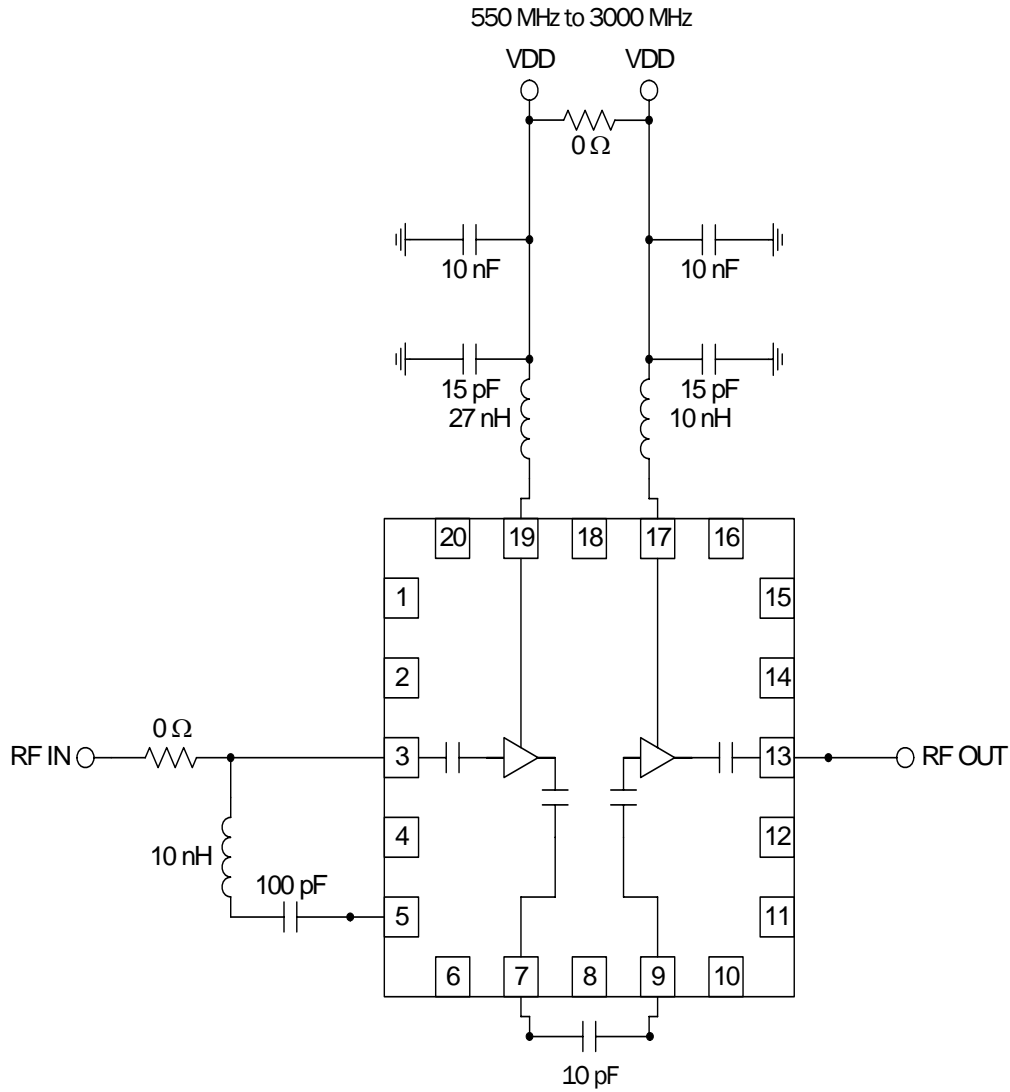 550 MHz to 3000 MHz
VDD VDD
0 Ω
10 nF 10 nF
15 pF 15 pF
27 nH 10 nH
20 19 18 17 16
1 15
2 14
0 Ω
RF IN 3 13 RF OUT
4 12
10 nH
100 pF
5 11
6 7 8 9 10
10 pF